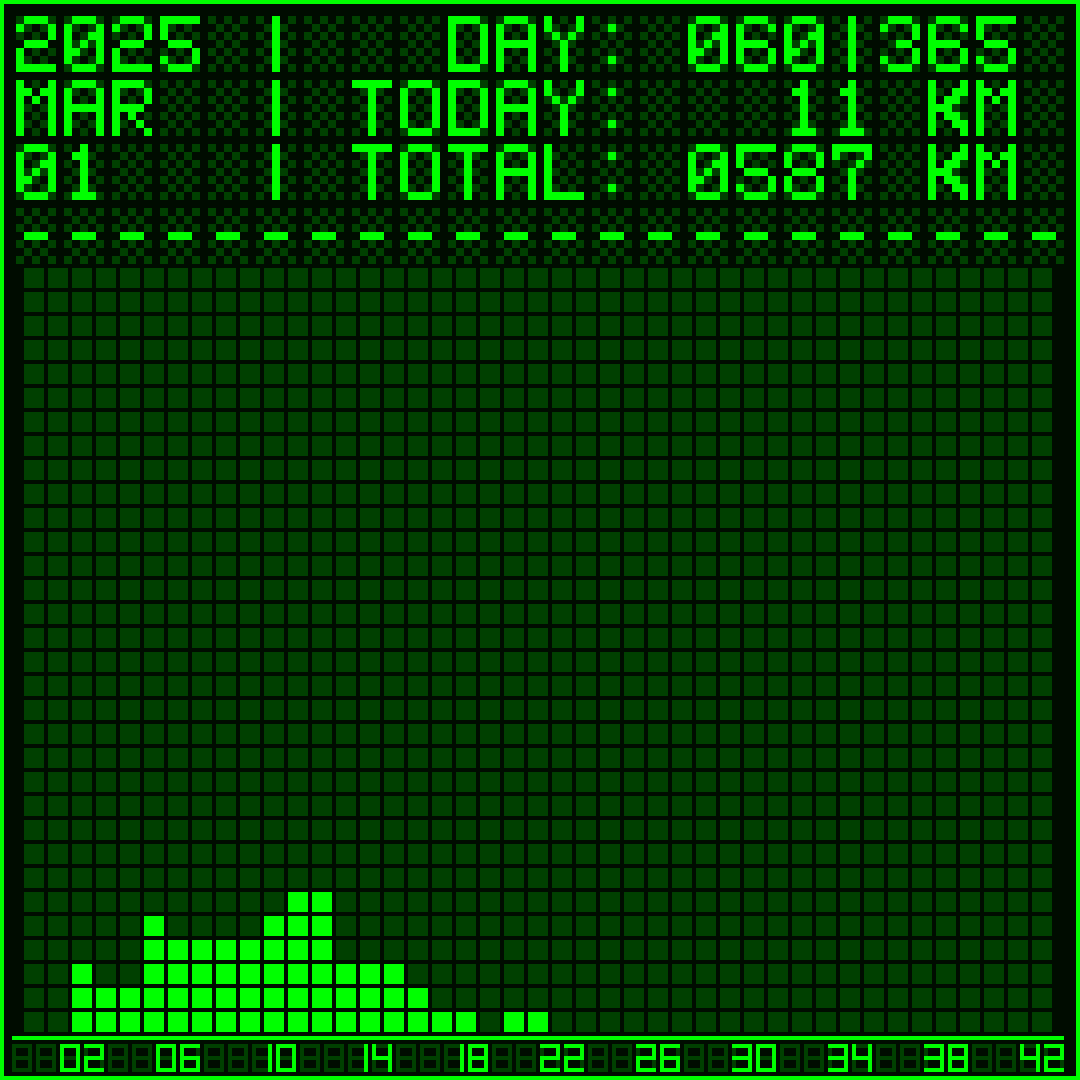 2025 | DAY: 060|365
MAR | TODAY: 11 KM
01 | TOTAL: 0587 KM
- - - - - - - - - - - - - - - - - - - - - -
02 06 10 14 18 22 26 30 34 38 42